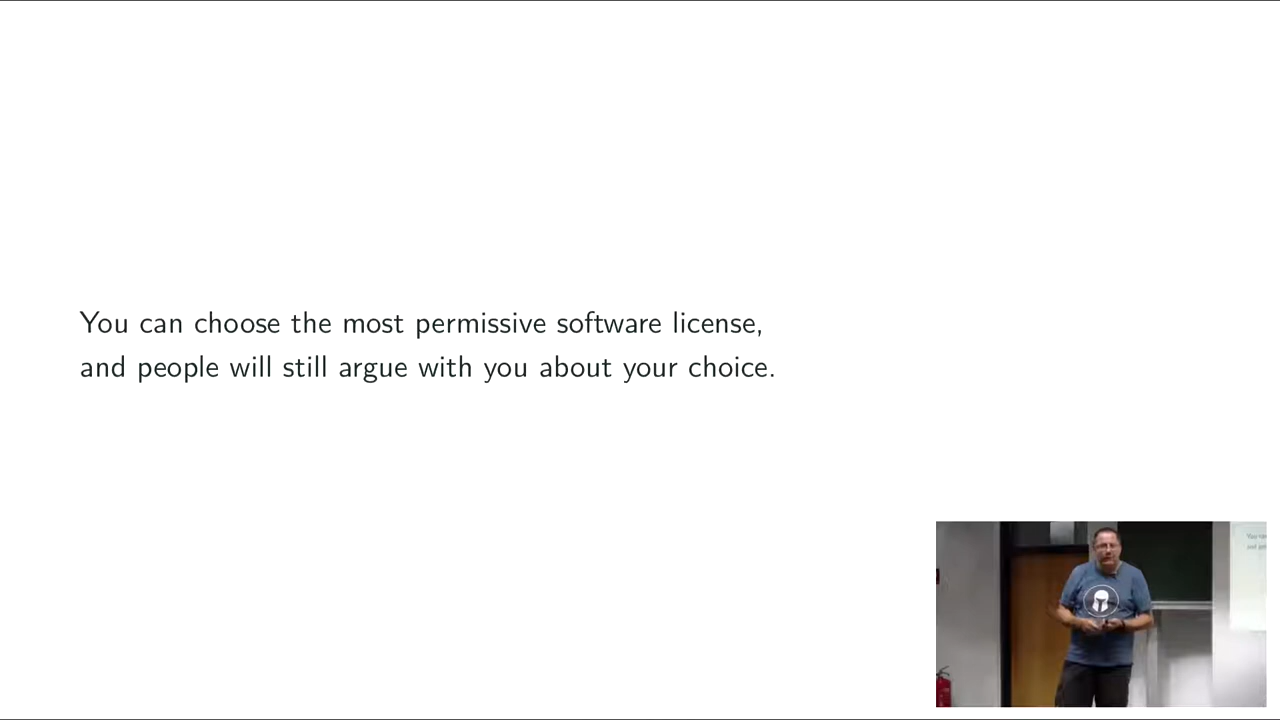 You can choose the most permissive software license,
and people will still argue with you about your choice.